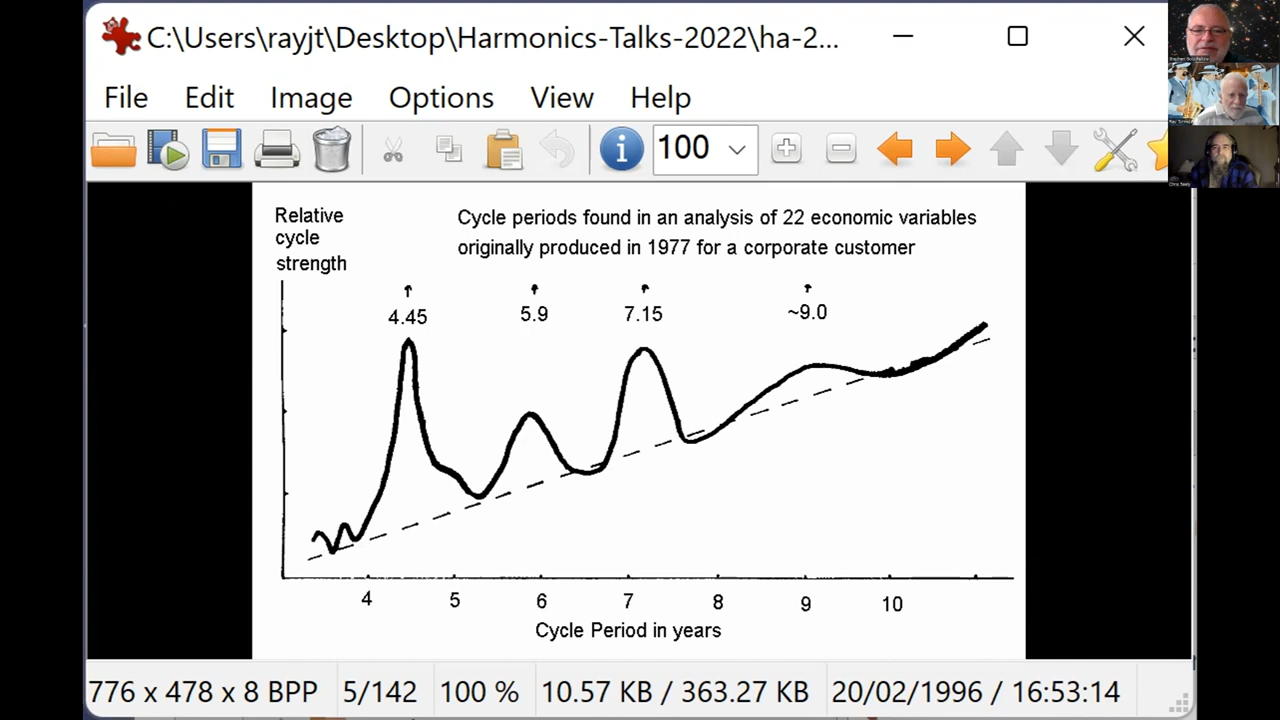 C:\Users\rayjt\Desktop\Harmonics-Talks-2022\ha-2...
File Edit Image Options View Help
100
Relative
cycle
strength
Cycle periods found in an analysis of 22 economic variables
originally produced in 1977 for a corporate customer
4.45 5.9 7.15 ~9.0
4 5 6 7 8 9 10
Cycle Period in years
776 x 478 x 8 BPP 5/142 100 % 10.57 KB / 363.27 KB 20/02/1996 / 16:53:14